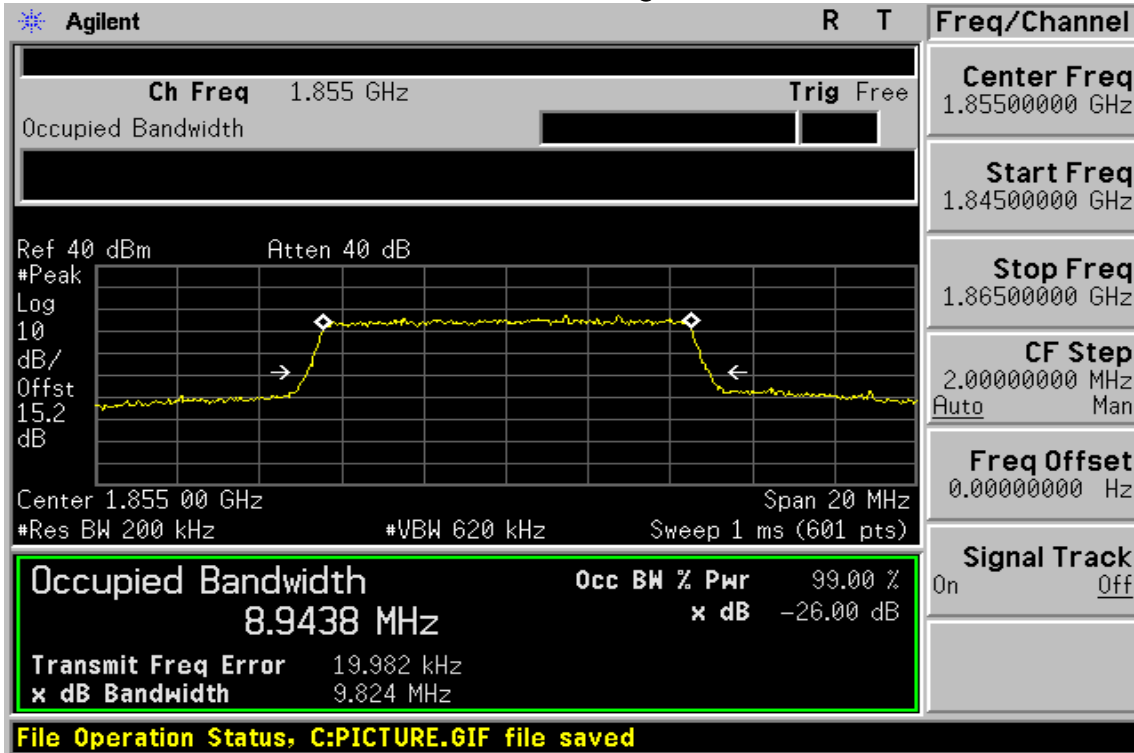 Agilent
R T
Freq/Channel
Ch Freq 1.855 GHz
Trig Free
Occupied Bandwidth
Center Freq
1.85500000 GHz
Start Freq
1.84500000 GHz
Stop Freq
1.86500000 GHz
CF Step
2.00000000 MHz
Auto Man
Freq Offset
0.00000000 Hz
Signal Track
On Off
Ref 40 dBm
Atten 40 dB
#Peak
Log
10
dB/
Offst
15.2
dB
Center 1.855 00 GHz
Span 20 MHz
#Res BW 200 kHz
#VBW 620 kHz
Sweep 1 ms (601 pts)
Occupied Bandwidth
8.9438 MHz
Occ BW % Pwr 99.00 %
x dB -26.00 dB
Transmit Freq Error 19.982 kHz
x dB Bandwidth 9.824 MHz
File Operation Status, C:PICTURE.GIF file saved